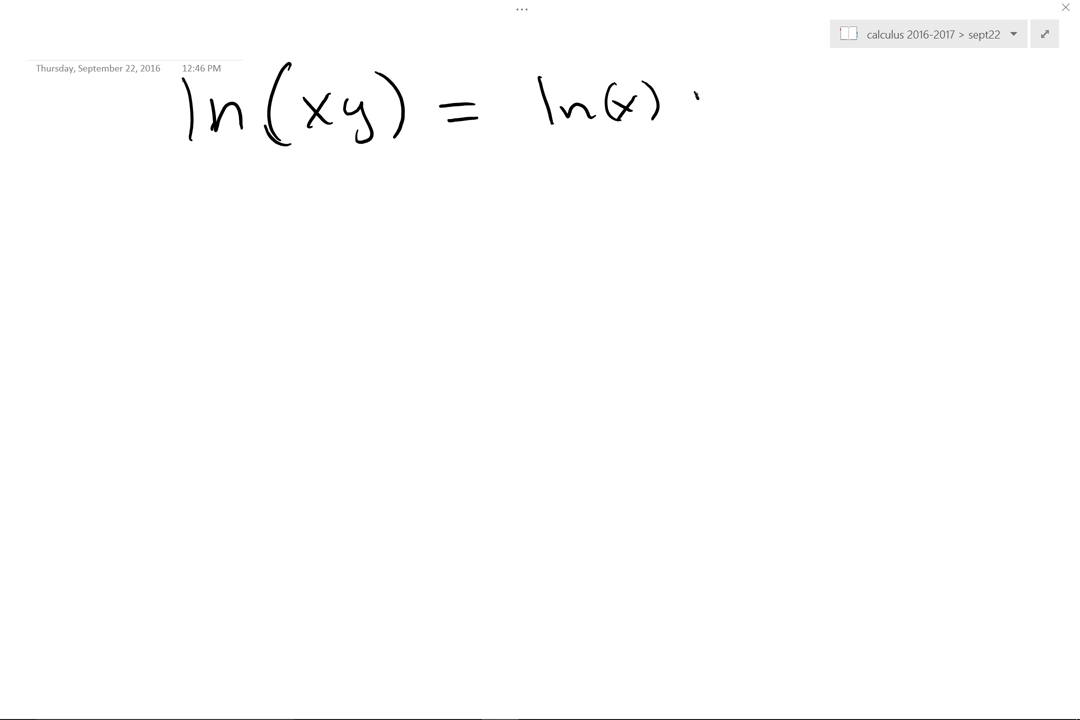 ...
calculus 2016-2017 > sept22
Thursday, September 22, 2016 12:46 PM
ln(xy) = ln(x)